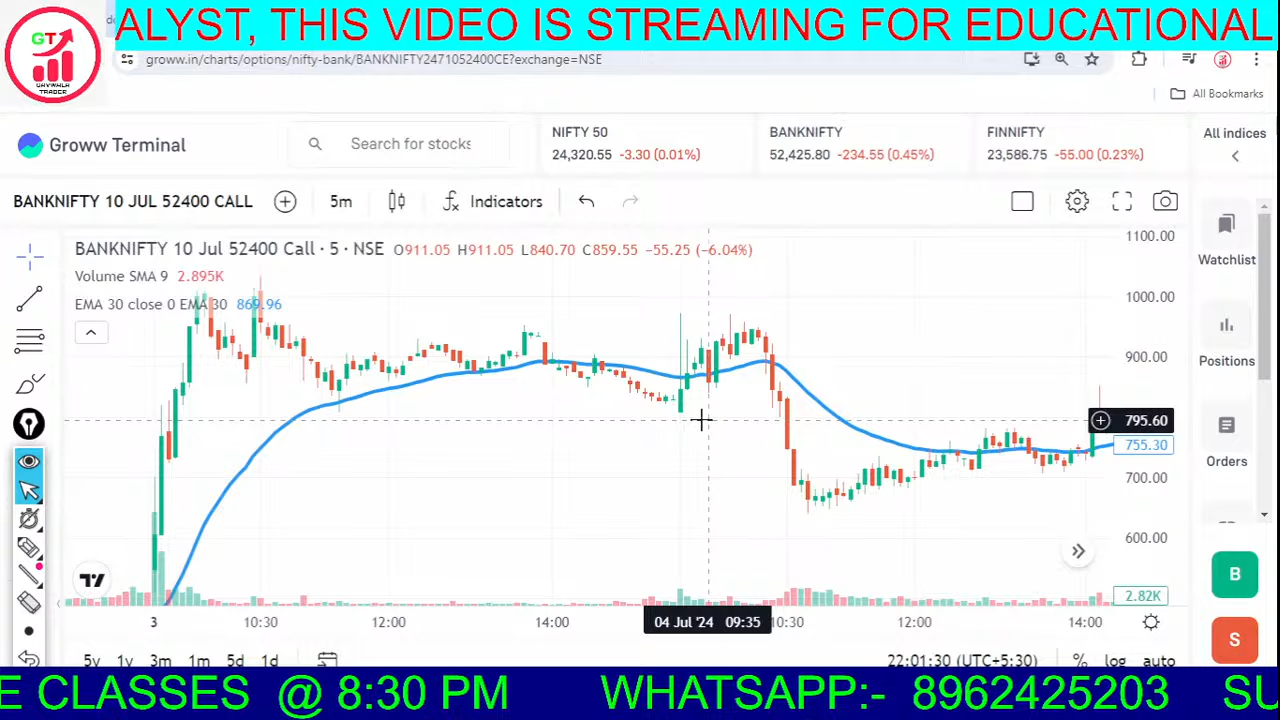 ALYST, THIS VIDEO IS STREAMING FOR EDUCATIONAL
GT
GAVWALA
TRADER
groww.in/charts/options/nifty-bank/BANKNIFTY2471052400CE?exchange=NSE
All Bookmarks
Groww Terminal
Search for stocks
NIFTY 50
24,320.55 -3.30 (0.01%)
BANKNIFTY
52,425.80 -234.55 (0.45%)
FINNIFTY
23,586.75 -55.00 (0.23%)
All indices
BANKNIFTY 10 JUL 52400 CALL
5m
Indicators
BANKNIFTY 10 Jul 52400 Call · 5 · NSE O911.05 H911.05 L840.70 C859.55 −55.25 (−6.04%)
Volume SMA 9 2.895K
EMA 30 close 0 EMA 30 869.96
1100.00
1000.00
900.00
795.60
755.30
700.00
600.00
2.82K
Watchlist
Positions
Orders
B
S
3 10:30 12:00 14:00 04 Jul '24 09:35 10:30 12:00 14:00
5y 1y 3m 1m 5d 1d
22:01:30 (UTC+5:30) % log auto
E CLASSES @ 8:30 PM WHATSAPP:- 8962425203 SU